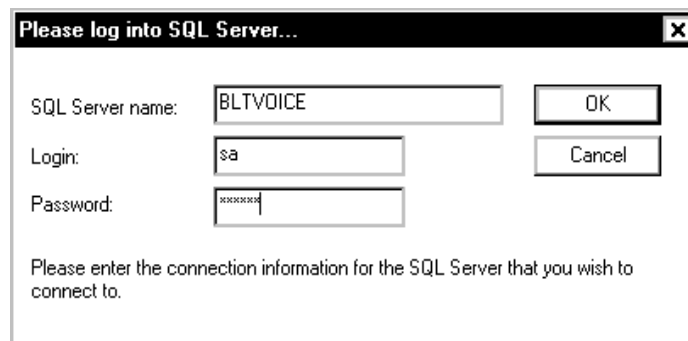 Please log into SQL Server...
SQL Server name:
BLTVOICE
OK
Login:
sa
Cancel
Password:
******
Please enter the connection information for the SQL Server that you wish to
connect to.